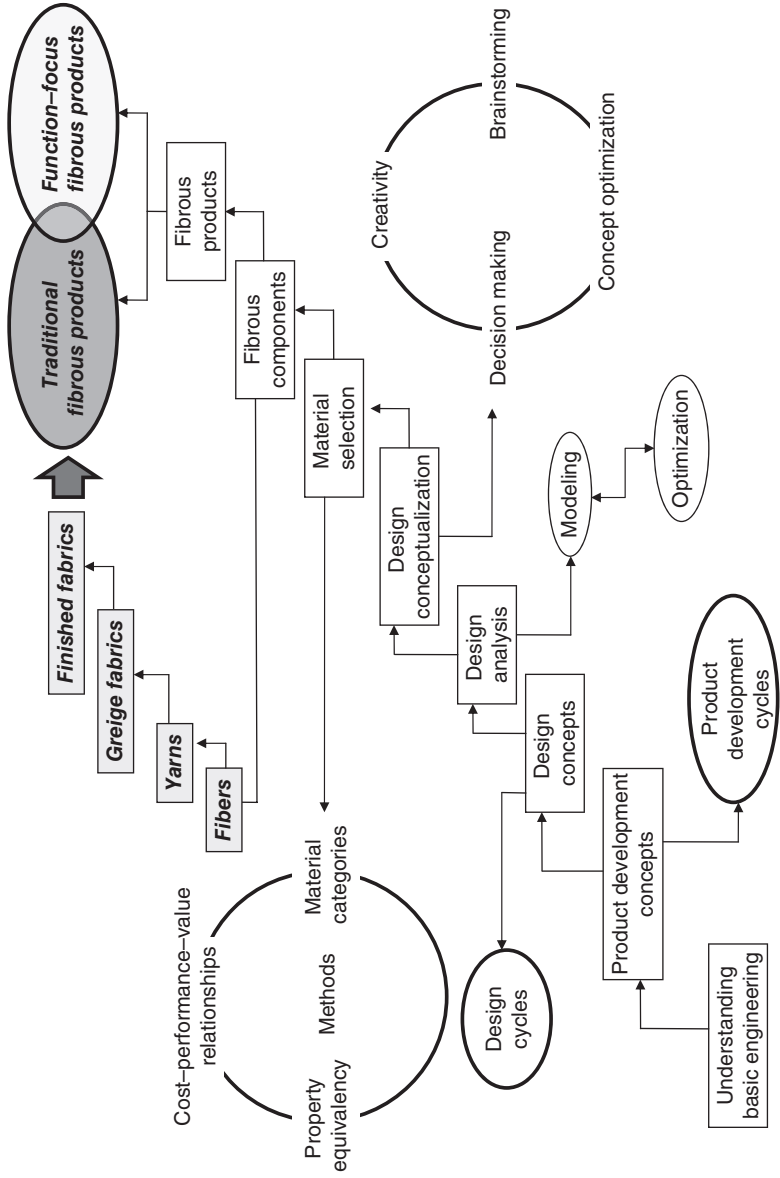 Cost–performance–value
relationships
Property
equivalency
Methods
Material
categories
Fibers
Yarns
Greige fabrics
Finished fabrics
Traditional
fibrous products
Function–focus
fibrous products
Fibrous
products
Fibrous
components
Material
selection
Design
conceptualization
Design
analysis
Design
concepts
Design
cycles
Product development
concepts
Understanding
basic engineering
Product
development
cycles
Modeling
Optimization
Creativity
Decision making
Brainstorming
Concept optimization